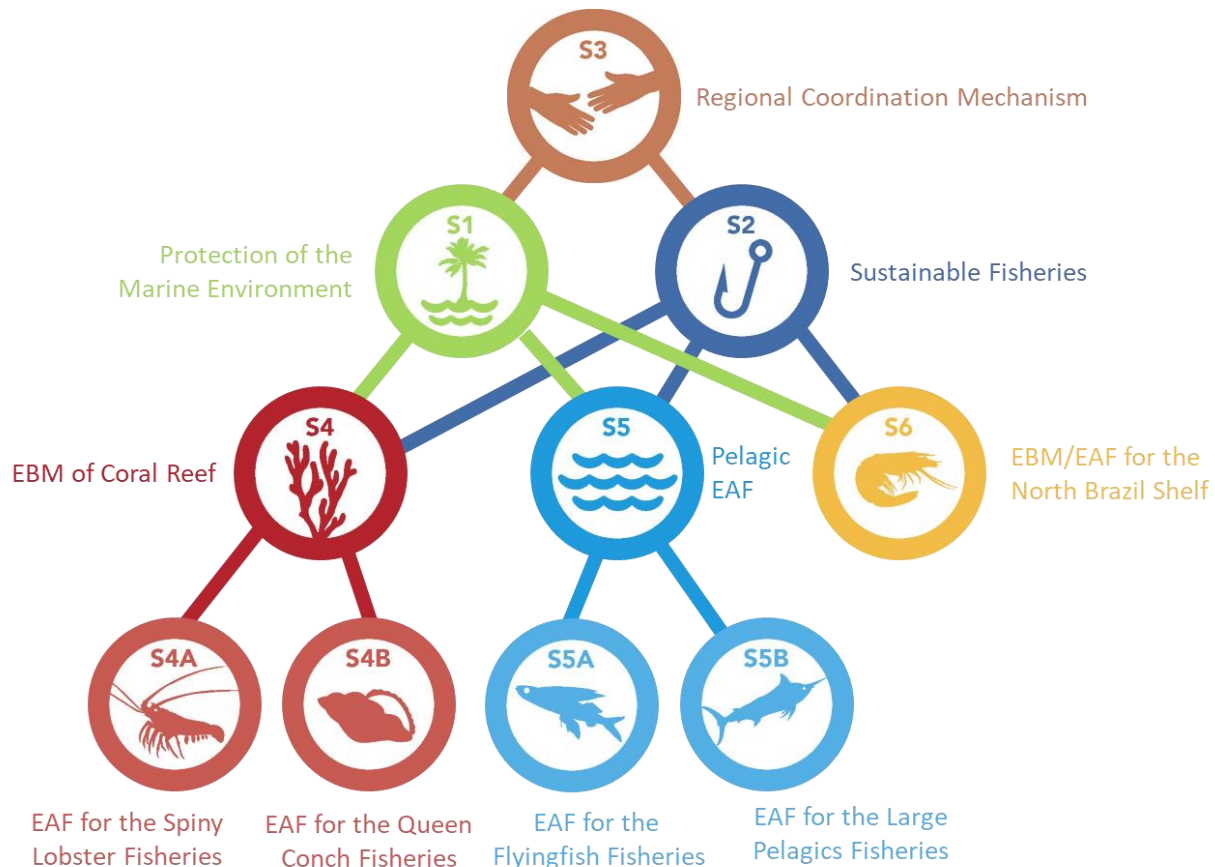 S3
Regional Coordination Mechanism
S1
Protection of the
Marine Environment
S2
Sustainable Fisheries
S4
EBM of Coral Reef
S5
Pelagic
EAF
S6
EBM/EAF for the
North Brazil Shelf
S4A
EAF for the Spiny
Lobster Fisheries
S4B
EAF for the Queen
Conch Fisheries
S5A
EAF for the
Flyingfish Fisheries
S5B
EAF for the Large
Pelagics Fisheries